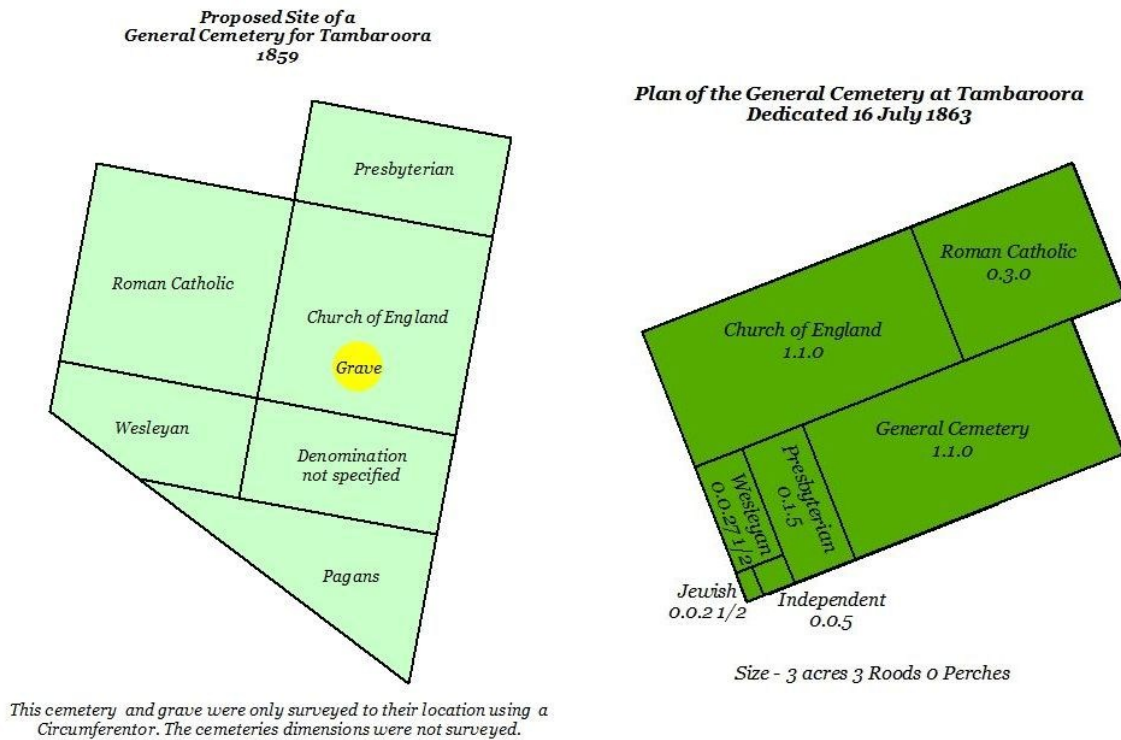 Proposed Site of a
General Cemetery for Tambaroora
1859
Presbyterian
Roman Catholic
Church of England
Grave
Wesleyan
Denomination
not specified
Pagans
This cemetery and grave were only surveyed to their location using a
Circumferentor. The cemeteries dimensions were not surveyed.
Plan of the General Cemetery at Tambaroora
Dedicated 16 July 1863
Roman Catholic
0.3.0
Church of England
1.1.0
General Cemetery
1.1.0
Presbyterian
0.1.5
Wesleyan
0.0.27 1/2
Jewish
0.0.2 1/2
Independent
0.0.5
Size - 3 acres 3 Roods 0 Perches